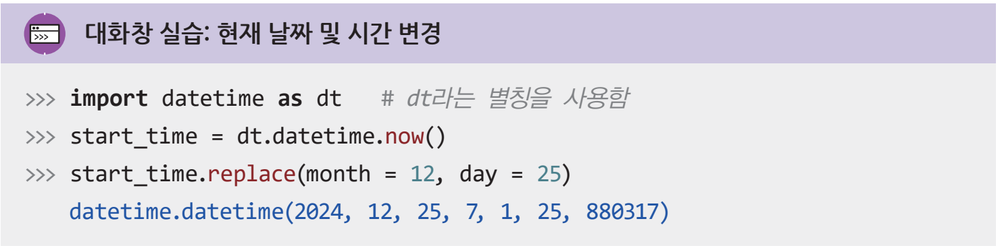 >>>
대화창 실습: 현재 날짜 및 시간 변경
>>> import datetime as dt   # dt라는 별칭을 사용함
>>> start_time = dt.datetime.now()
>>> start_time.replace(month = 12, day = 25)
datetime.datetime(2024, 12, 25, 7, 1, 25, 880317)